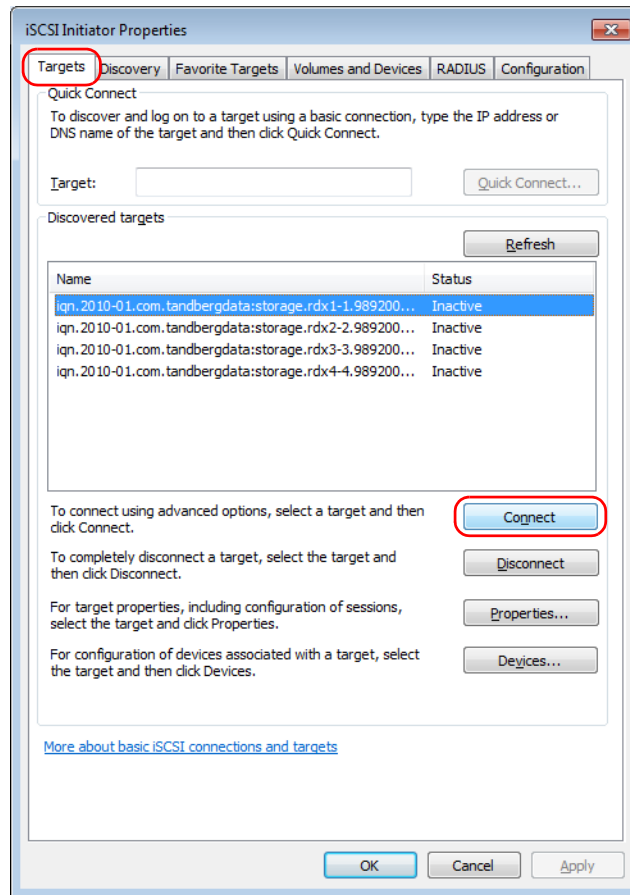 iSCSI Initiator Properties
Targets Discovery Favorite Targets Volumes and Devices RADIUS Configuration
Quick Connect
To discover and log on to a target using a basic connection, type the IP address or
DNS name of the target and then click Quick Connect.
Target: Quick Connect...
Discovered targets
Refresh
Name Status
iqn.2010-01.com.tandbergdata:storage.rdx1-1.989200... Inactive
iqn.2010-01.com.tandbergdata:storage.rdx2-2.989200... Inactive
iqn.2010-01.com.tandbergdata:storage.rdx3-3.989200... Inactive
iqn.2010-01.com.tandbergdata:storage.rdx4-4.989200... Inactive
To connect using advanced options, select a target and then
click Connect.
Connect
To completely disconnect a target, select the target and
then click Disconnect.
Disconnect
For target properties, including configuration of sessions,
select the target and click Properties.
Properties...
For configuration of devices associated with a target, select
the target and then click Devices.
Devices...
More about basic iSCSI connections and targets
OK Cancel Apply